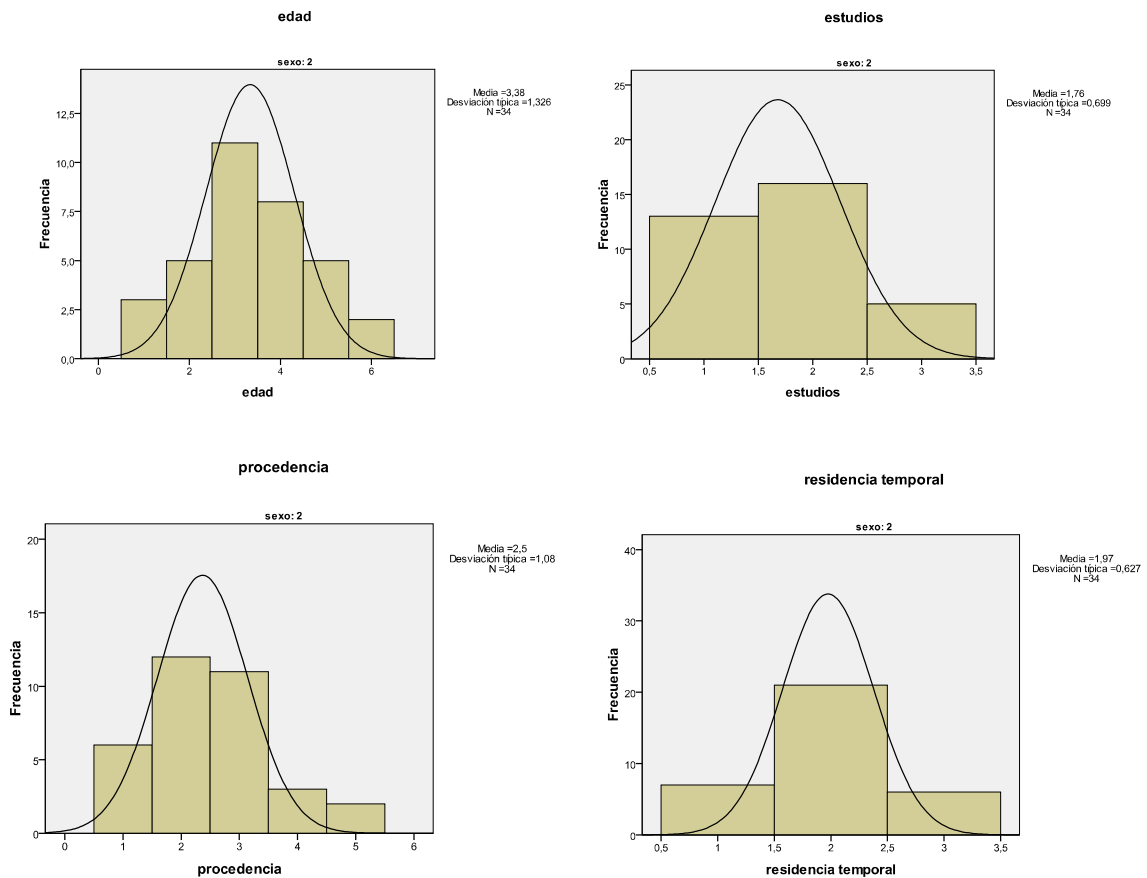 edad
sexo: 2
Media =3,38
Desviación típica =1,326
N =34
12,5
10,0
7,5
5,0
2,5
0,0
Frecuencia
0 2 4 6
edad
estudios
sexo: 2
Media =1,76
Desviación típica =0,699
N =34
25
20
15
10
5
0
Frecuencia
0,5 1 1,5 2 2,5 3 3,5
estudios
procedencia
sexo: 2
Media =2,5
Desviación típica =1,08
N =34
20
15
10
5
0
Frecuencia
0 1 2 3 4 5 6
procedencia
residencia temporal
sexo: 2
Media =1,97
Desviación típica =0,627
N =34
40
30
20
10
0
Frecuencia
0,5 1 1,5 2 2,5 3 3,5
residencia temporal